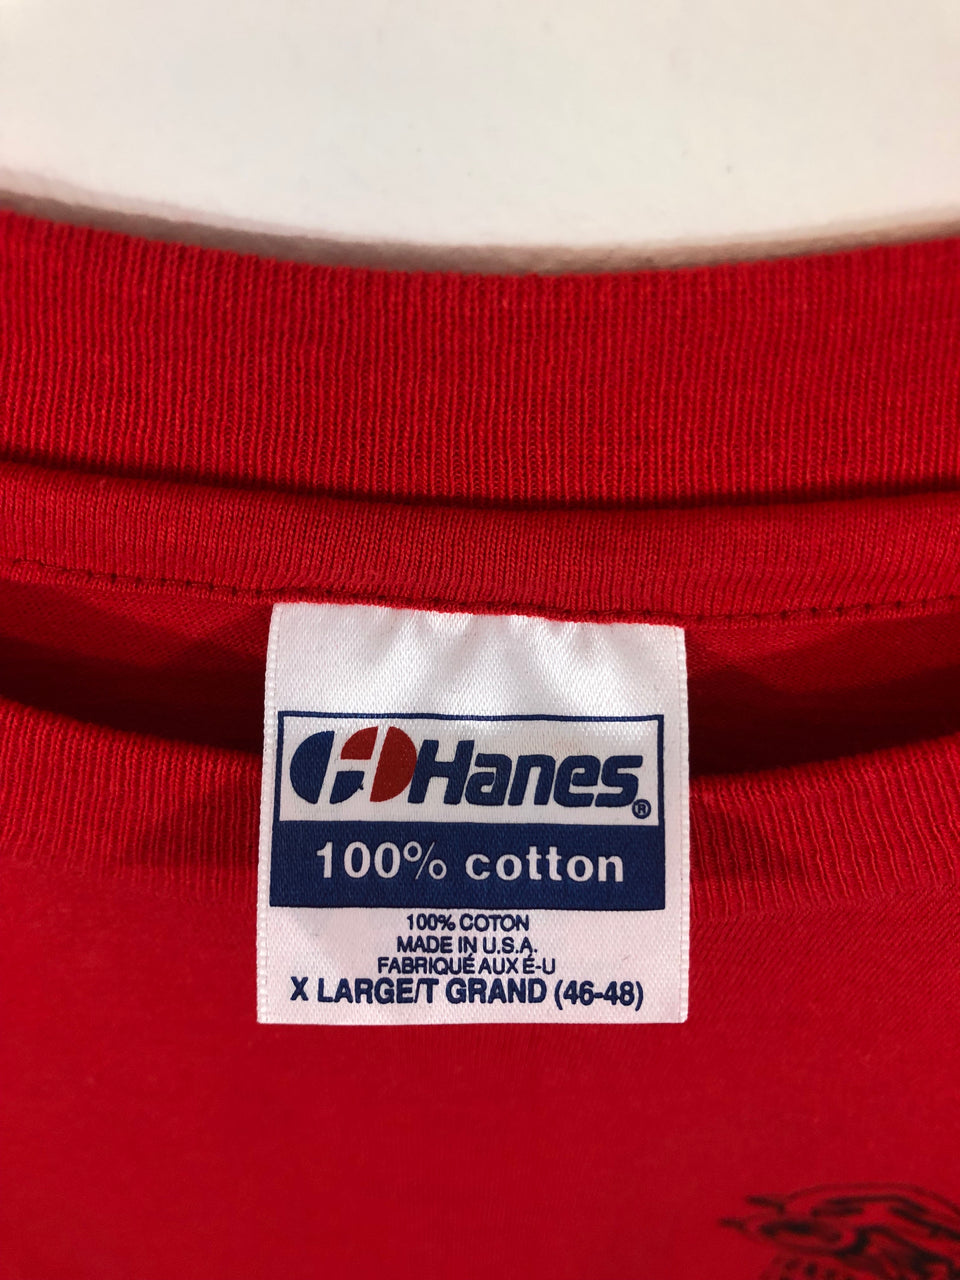 Hanes®
100% cotton
100% COTON
MADE IN U.S.A.
FABRIQUÉ AUX É-U
X LARGE/T GRAND (46-48)